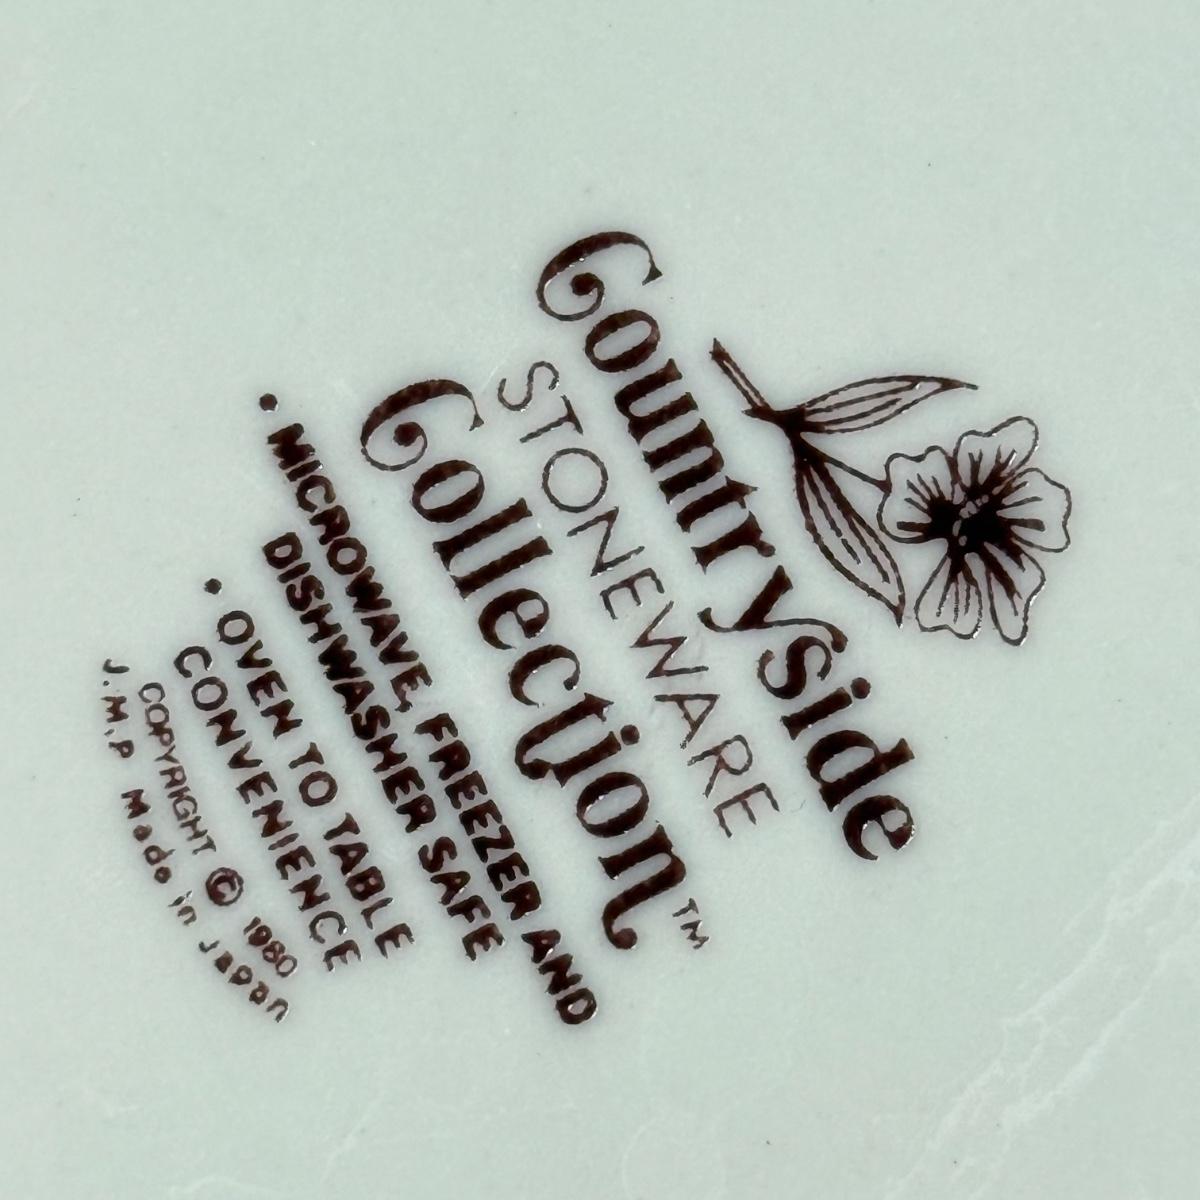 Countryside
STONEWARE
Collection™
• MICROWAVE, FREEZER AND
DISHWASHER SAFE
• OVEN TO TABLE
CONVENIENCE
COPYRIGHT © 1980
J.M.P Made in Japan